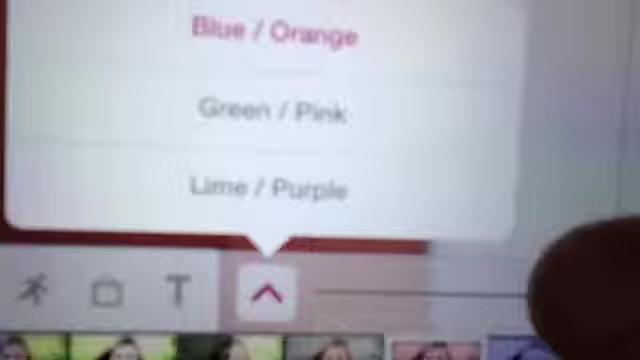 Blue / Orange
Green / Pink
Lime / Purple
T